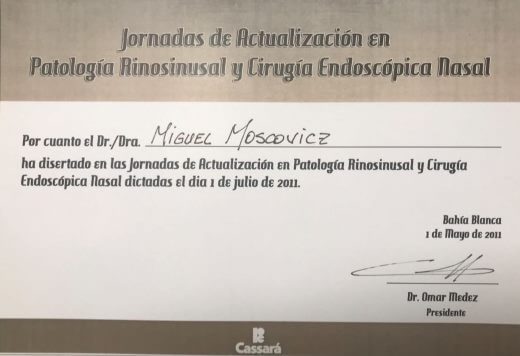 Jornadas de Actualización en
Patología Rinosinusal y Cirugía Endoscópica Nasal
Por cuanto el Dr./Dra. MIGUEL MOSCOVICZ
ha disertado en las Jornadas de Actualización en Patología Rinosinusal y Cirugía
Endoscópica Nasal dictadas el dia 1 de julio de 2011.
Bahía Blanca
1 de Mayo de 2011
Dr. Omar Medez
Presidente
Cassará